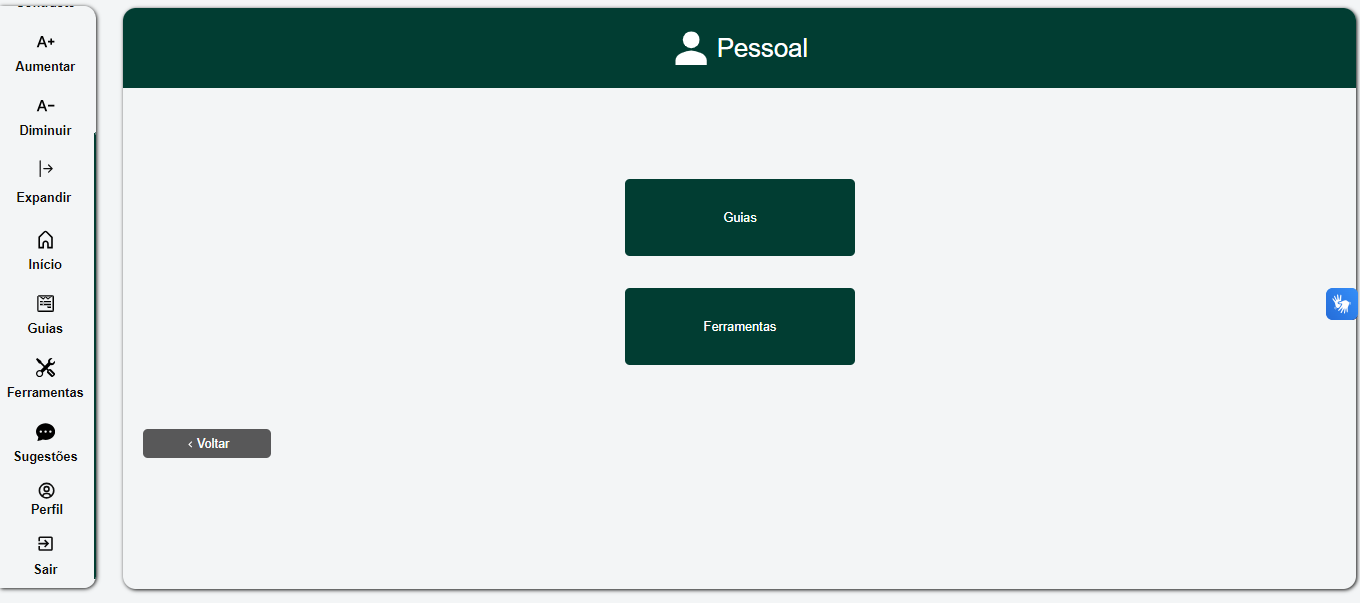 A+
Aumentar
A-
Diminuir
Expandir
Início
Guias
Ferramentas
Sugestões
Perfil
Sair
Pessoal
Guias
Ferramentas
‹ Voltar